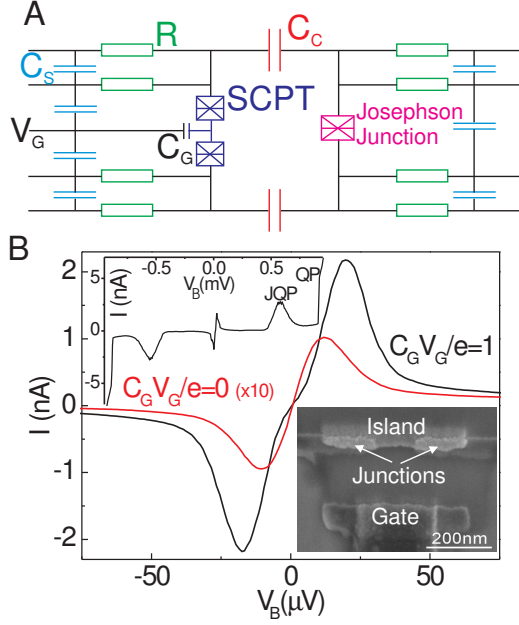 A
R
C_C
C_S
SCPT
V_G
C_G
Josephson
Junction
B
2
1
0
-1
-2
I (nA)
5
0
-5
I (nA)
-0.5
0.0
0.5
V_B(mV)
QP
JQP
C_GV_G/e=1
C_GV_G/e=0 (x10)
Island
Junctions
Gate
200nm
-50
0
50
V_B(μV)